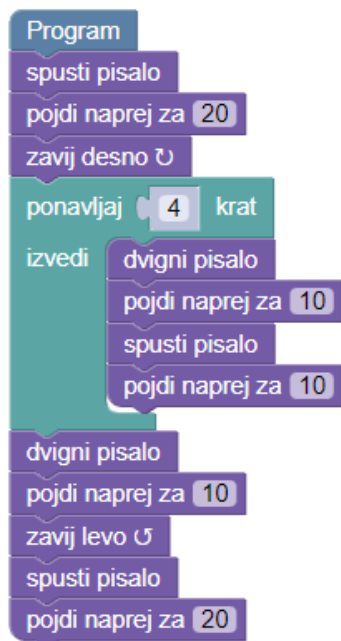 Program
spusti pisalo
pojdi naprej za 20
zavij desno ↻
ponavljaj 4 krat
izvedi dvigni pisalo
pojdi naprej za 10
spusti pisalo
pojdi naprej za 10
dvigni pisalo
pojdi naprej za 10
zavij levo ↺
spusti pisalo
pojdi naprej za 20